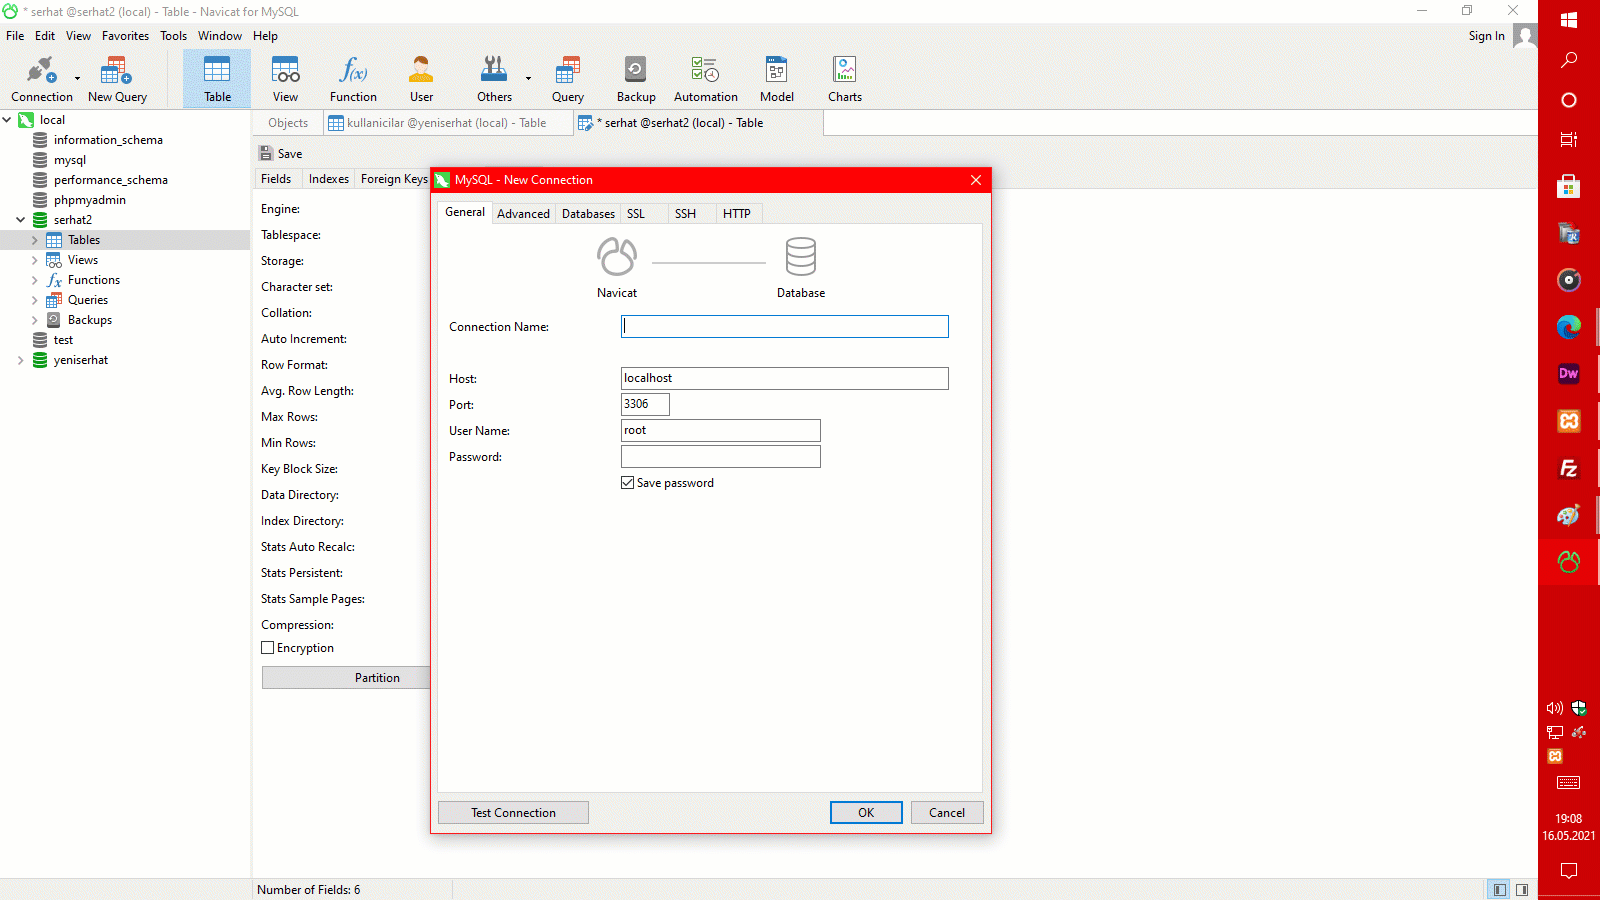 * serhat @serhat2 (local) - Table - Navicat for MySQL
File Edit View Favorites Tools Window Help
Sign In
Connection New Query Table View Function User Others Query Backup Automation Model Charts
local
information_schema
mysql
performance_schema
phpmyadmin
serhat2
Tables
Views
Functions
Queries
Backups
test
yeniserhat
Objects kullanicilar @yeniserhat (local) - Table * serhat @serhat2 (local) - Table
Save
Fields Indexes Foreign Keys
Engine:
Tablespace:
Storage:
Character set:
Collation:
Auto Increment:
Row Format:
Avg. Row Length:
Max Rows:
Min Rows:
Key Block Size:
Data Directory:
Index Directory:
Stats Auto Recalc:
Stats Persistent:
Stats Sample Pages:
Compression:
Encryption
Partition
MySQL - New Connection
General Advanced Databases SSL SSH HTTP
Navicat Database
Connection Name:
Host: localhost
Port: 3306
User Name: root
Password:
Save password
Test Connection OK Cancel
Number of Fields: 6
Dw
Fz
19:08
16.05.2021